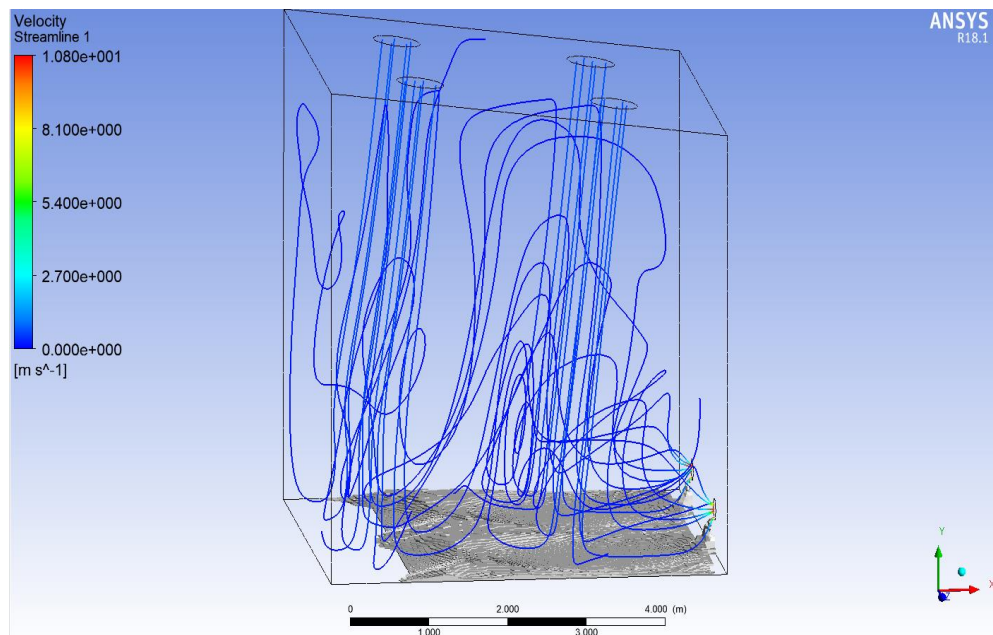 Velocity
Streamline 1
1.080e+001
8.100e+000
5.400e+000
2.700e+000
0.000e+000
[m s^-1]
ANSYS
R18.1
Y
X
Z
0 2.000 4.000 (m)
1.000 3.000